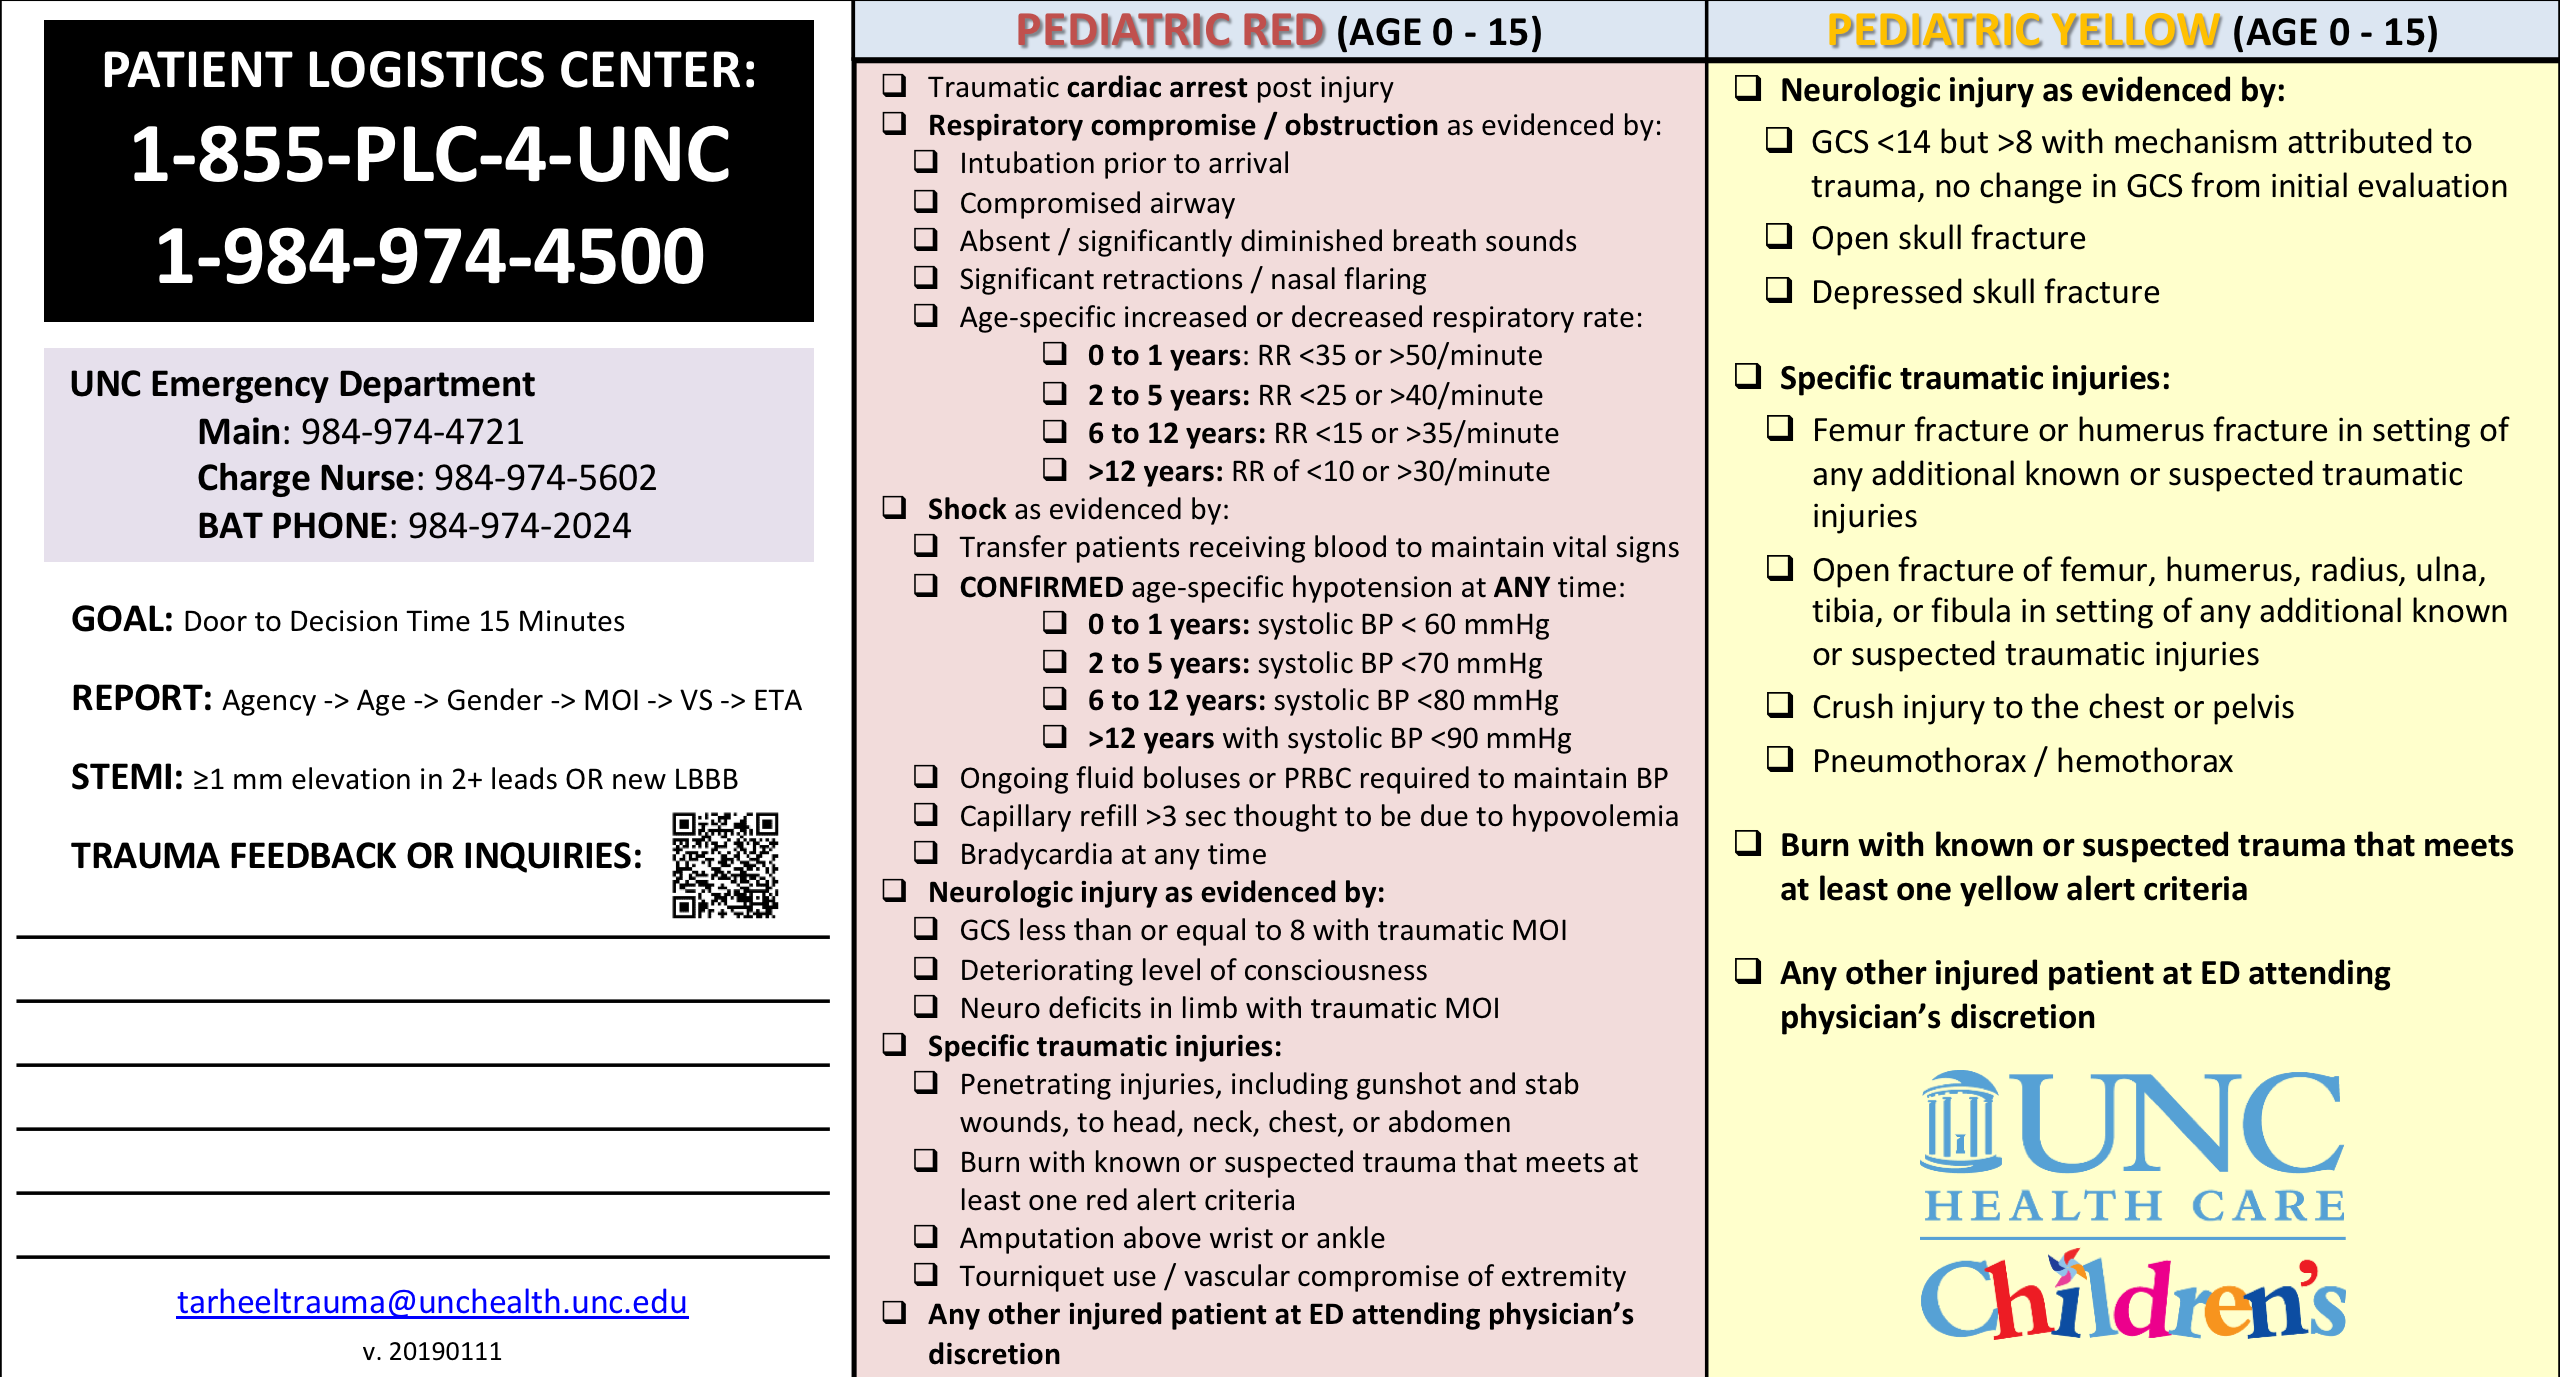 PATIENT LOGISTICS CENTER:
1-855-PLC-4-UNC
1-984-974-4500
UNC Emergency Department
Main: 984-974-4721
Charge Nurse: 984-974-5602
BAT PHONE: 984-974-2024
GOAL: Door to Decision Time 15 Minutes
REPORT: Agency -> Age -> Gender -> MOI -> VS -> ETA
STEMI: ≥1 mm elevation in 2+ leads OR new LBBB
TRAUMA FEEDBACK OR INQUIRIES:
tarheeltrauma@unchealth.unc.edu
v. 20190111
PEDIATRIC RED (AGE 0 - 15)
❑ Traumatic cardiac arrest post injury
❑ Respiratory compromise / obstruction as evidenced by:
❑ Intubation prior to arrival
❑ Compromised airway
❑ Absent / significantly diminished breath sounds
❑ Significant retractions / nasal flaring
❑ Age-specific increased or decreased respiratory rate:
❑ 0 to 1 years: RR <35 or >50/minute
❑ 2 to 5 years: RR <25 or >40/minute
❑ 6 to 12 years: RR <15 or >35/minute
❑ >12 years: RR of <10 or >30/minute
❑ Shock as evidenced by:
❑ Transfer patients receiving blood to maintain vital signs
❑ CONFIRMED age-specific hypotension at ANY time:
❑ 0 to 1 years: systolic BP < 60 mmHg
❑ 2 to 5 years: systolic BP <70 mmHg
❑ 6 to 12 years: systolic BP <80 mmHg
❑ >12 years with systolic BP <90 mmHg
❑ Ongoing fluid boluses or PRBC required to maintain BP
❑ Capillary refill >3 sec thought to be due to hypovolemia
❑ Bradycardia at any time
❑ Neurologic injury as evidenced by:
❑ GCS less than or equal to 8 with traumatic MOI
❑ Deteriorating level of consciousness
❑ Neuro deficits in limb with traumatic MOI
❑ Specific traumatic injuries:
❑ Penetrating injuries, including gunshot and stab
wounds, to head, neck, chest, or abdomen
❑ Burn with known or suspected trauma that meets at
least one red alert criteria
❑ Amputation above wrist or ankle
❑ Tourniquet use / vascular compromise of extremity
❑ Any other injured patient at ED attending physician’s
discretion
PEDIATRIC YELLOW (AGE 0 - 15)
❑ Neurologic injury as evidenced by:
❑ GCS <14 but >8 with mechanism attributed to
trauma, no change in GCS from initial evaluation
❑ Open skull fracture
❑ Depressed skull fracture
❑ Specific traumatic injuries:
❑ Femur fracture or humerus fracture in setting of
any additional known or suspected traumatic
injuries
❑ Open fracture of femur, humerus, radius, ulna,
tibia, or fibula in setting of any additional known
or suspected traumatic injuries
❑ Crush injury to the chest or pelvis
❑ Pneumothorax / hemothorax
❑ Burn with known or suspected trauma that meets
at least one yellow alert criteria
❑ Any other injured patient at ED attending
physician’s discretion
UNC
HEALTH CARE
Children's